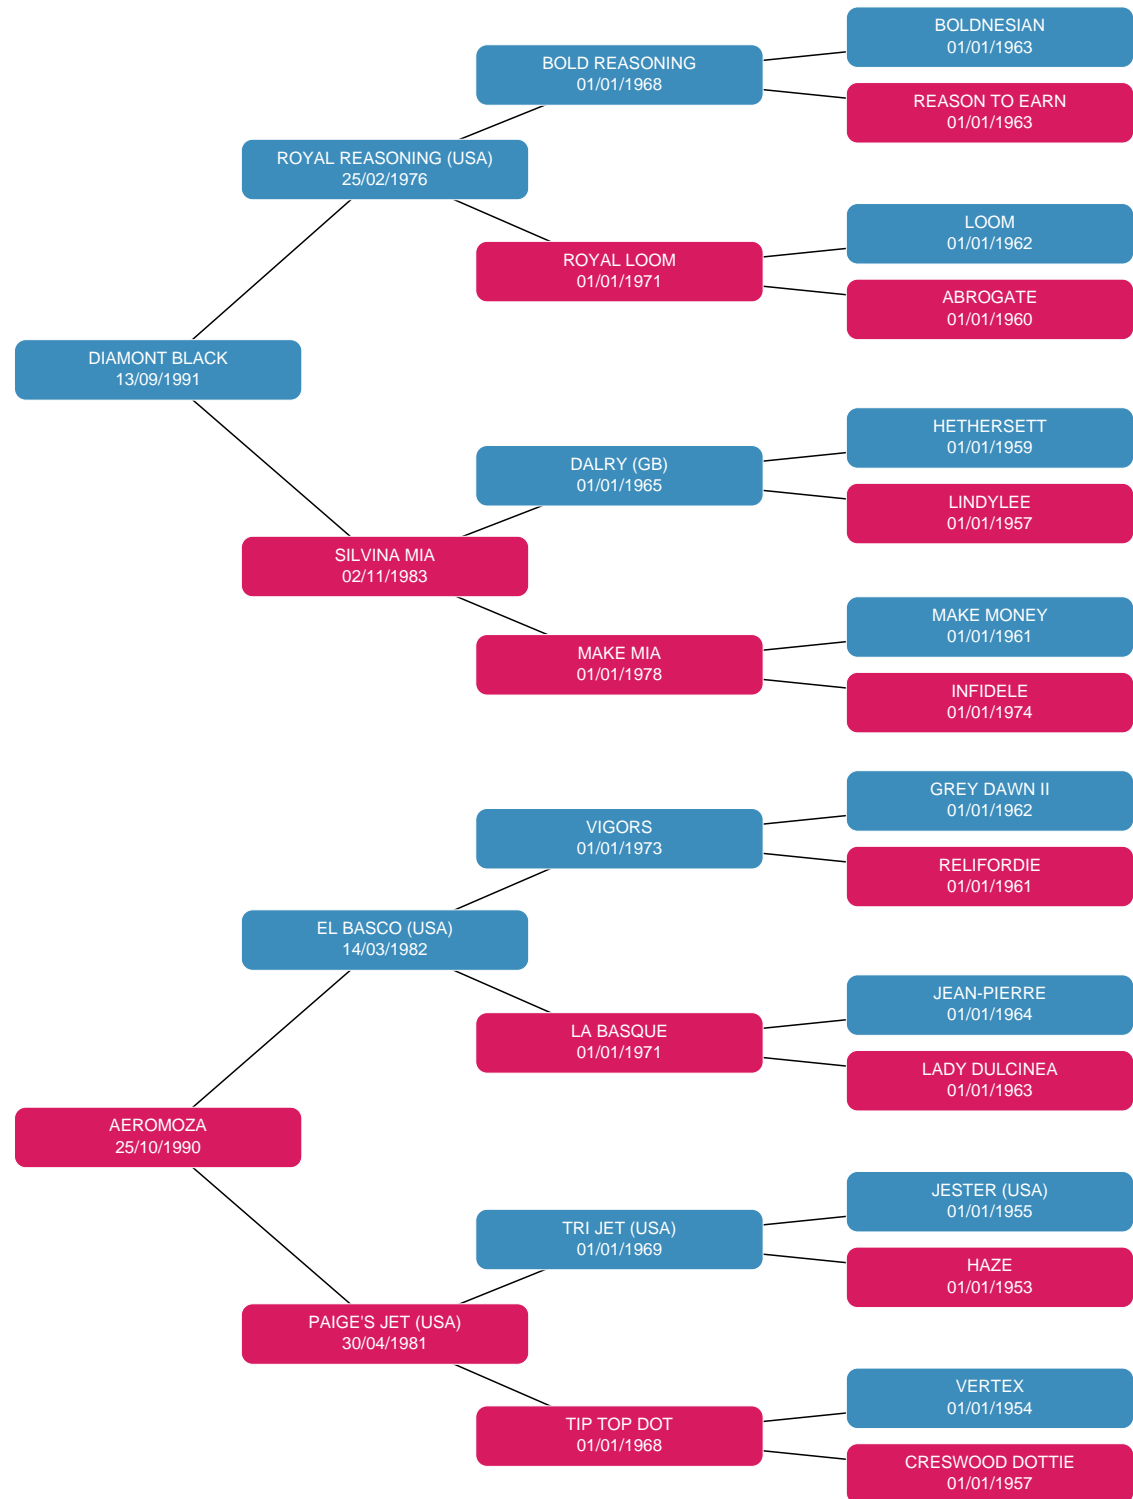 BOLDNESIAN
01/01/1963
BOLD REASONING
01/01/1968
REASON TO EARN
01/01/1963
ROYAL REASONING (USA)
25/02/1976
LOOM
01/01/1962
ROYAL LOOM
01/01/1971
ABROGATE
01/01/1960
DIAMONT BLACK
13/09/1991
HETHERSETT
01/01/1959
DALRY (GB)
01/01/1965
LINDYLEE
01/01/1957
SILVINA MIA
02/11/1983
MAKE MONEY
01/01/1961
MAKE MIA
01/01/1978
INFIDELE
01/01/1974
GREY DAWN II
01/01/1962
VIGORS
01/01/1973
RELIFORDIE
01/01/1961
EL BASCO (USA)
14/03/1982
JEAN-PIERRE
01/01/1964
LA BASQUE
01/01/1971
LADY DULCINEA
01/01/1963
AEROMOZA
25/10/1990
JESTER (USA)
01/01/1955
TRI JET (USA)
01/01/1969
HAZE
01/01/1953
PAIGE'S JET (USA)
30/04/1981
VERTEX
01/01/1954
TIP TOP DOT
01/01/1968
CRESWOOD DOTTIE
01/01/1957